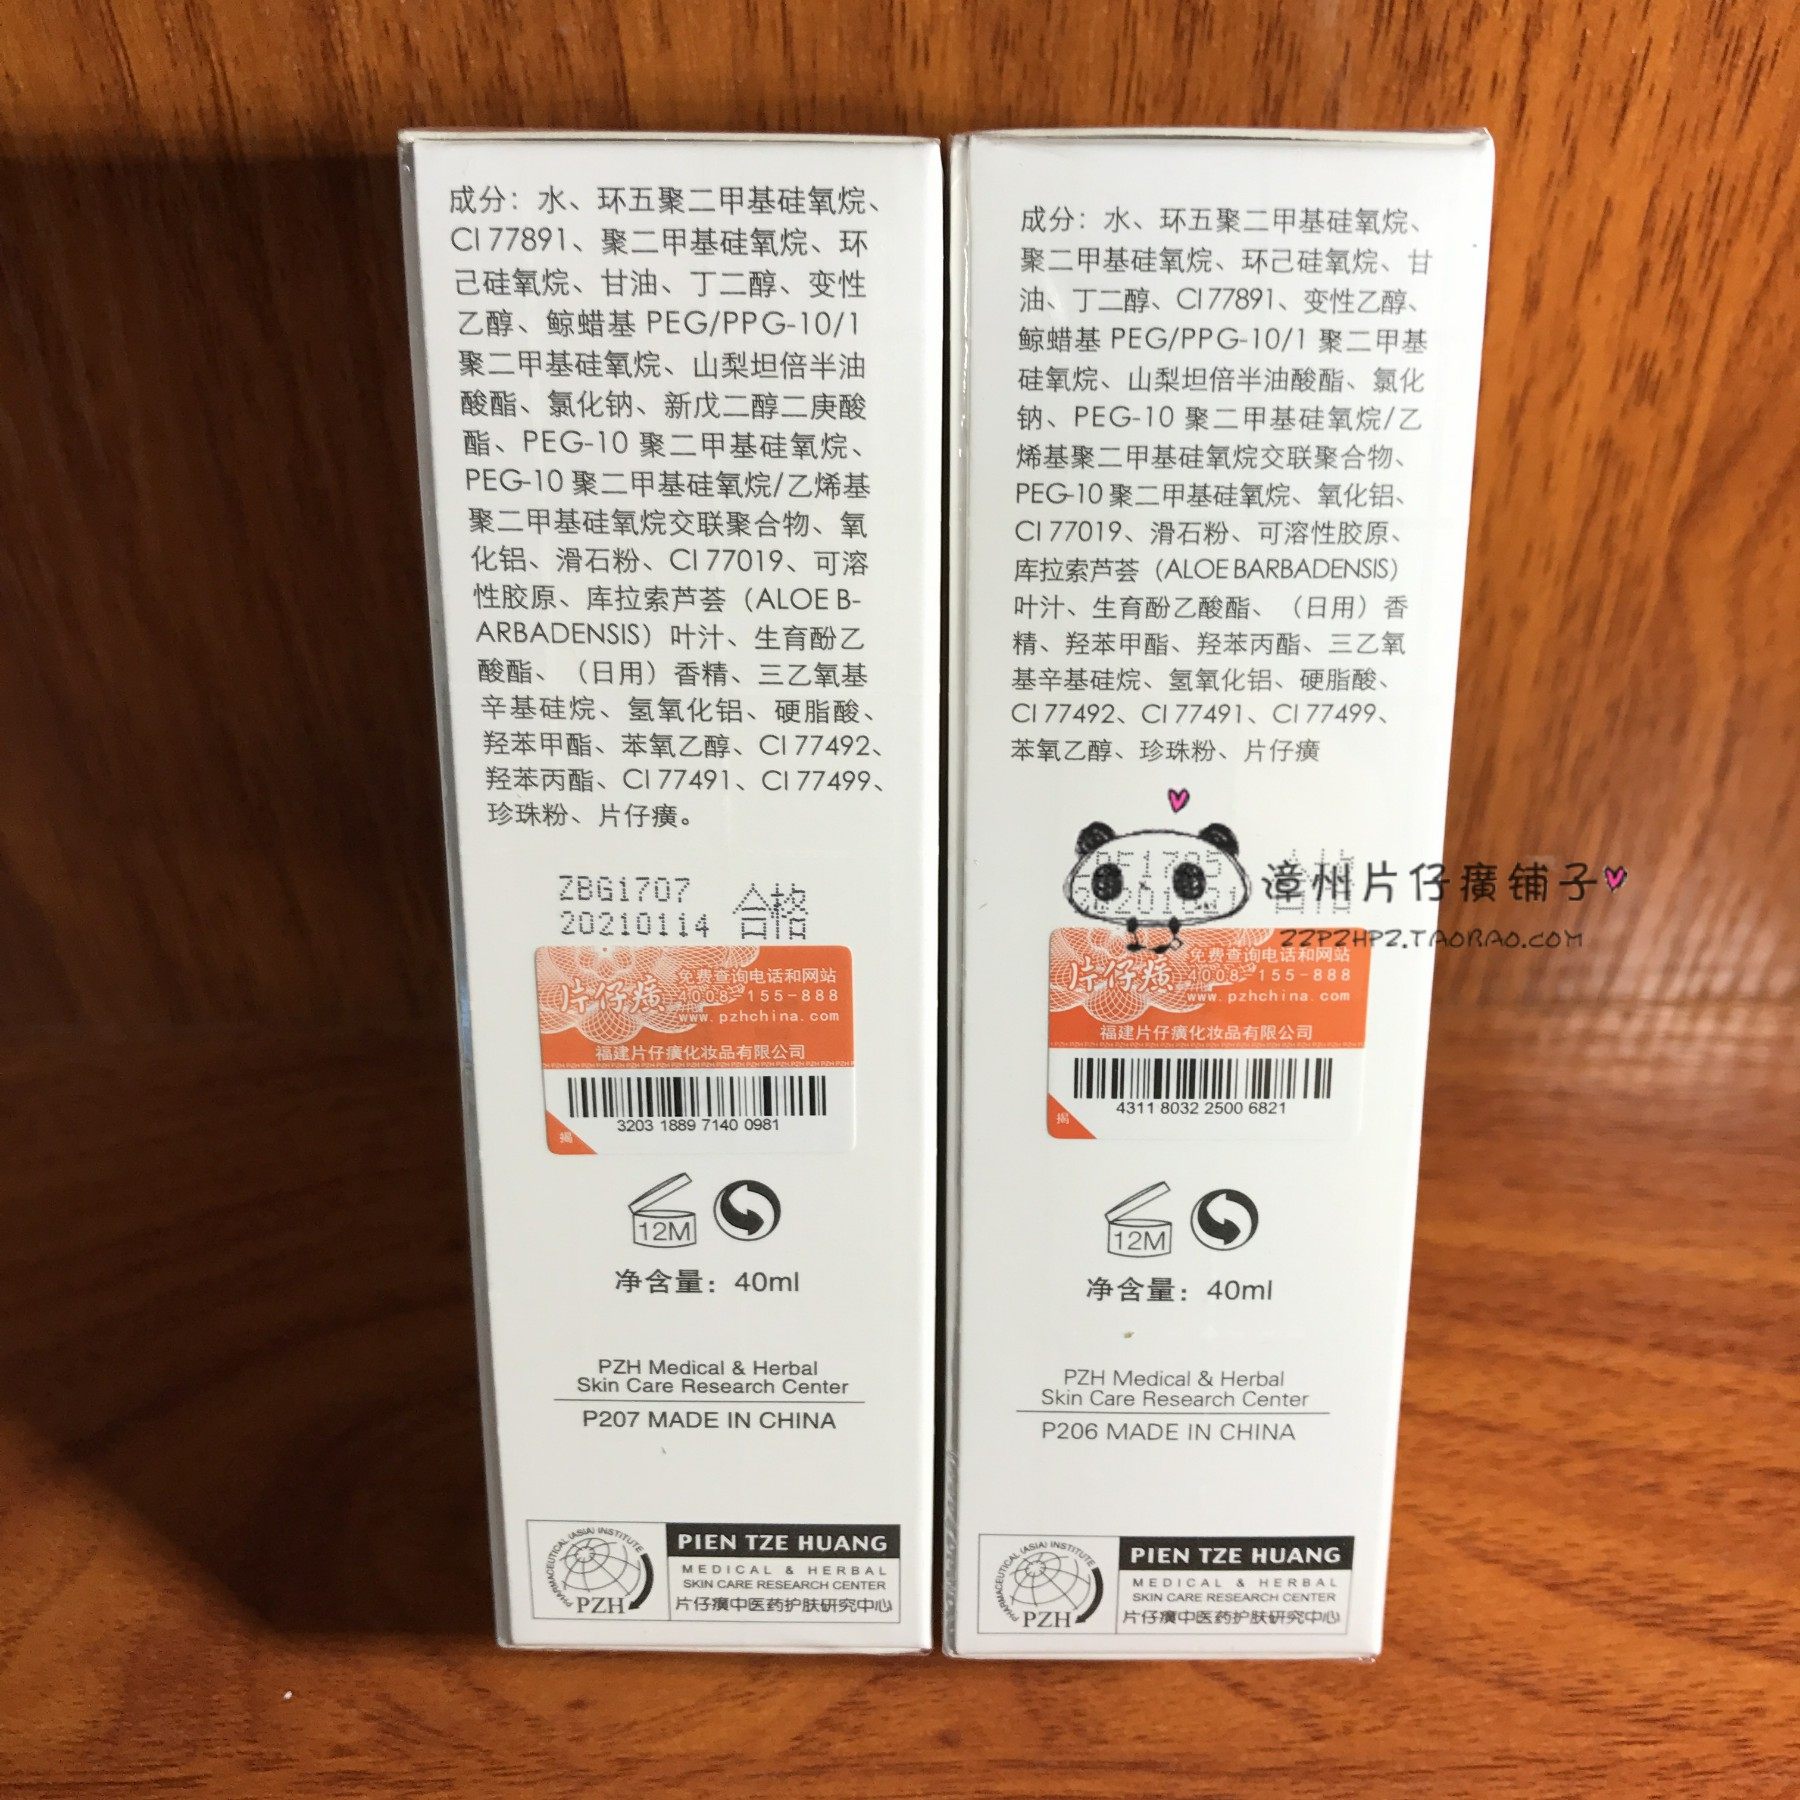 成分：水、环五聚二甲基硅氧烷、
CI 77891、聚二甲基硅氧烷、环
己硅氧烷、甘油、丁二醇、变性
乙醇、鲸蜡基 PEG/PPG-10/1
聚二甲基硅氧烷、山梨坦倍半油
酸酯、氯化钠、新戊二醇二庚酸
酯、PEG-10 聚二甲基硅氧烷、
PEG-10 聚二甲基硅氧烷/乙烯基
聚二甲基硅氧烷交联聚合物、氧
化铝、滑石粉、CI 77019、可溶
性胶原、库拉索芦荟（ALOE B-
ARBADENSIS）叶汁、生育酚乙
酸酯、（日用）香精、三乙氧基
辛基硅烷、氢氧化铝、硬脂酸、
羟苯甲酯、苯氧乙醇、CI 77492、
羟苯丙酯、CI 77491、CI 77499、
珍珠粉、片仔癀。
ZBG1707
20210114 合格
片仔癀
免费查询电话和网站
4008-155-888
www.pzhchina.com
福建片仔癀化妆品有限公司
3203 1889 7140 0981
揭
12M
净含量：40ml
PZH Medical & Herbal
Skin Care Research Center
P207 MADE IN CHINA
PHARMACEUTICAL (ASIA) INSTITUTE
PZH
PIEN TZE HUANG
MEDICAL & HERBAL
SKIN CARE RESEARCH CENTER
片仔癀中医药护肤研究中心
成分：水、环五聚二甲基硅氧烷、
聚二甲基硅氧烷、环己硅氧烷、甘
油、丁二醇、CI 77891、变性乙醇、
鲸蜡基 PEG/PPG-10/1 聚二甲基
硅氧烷、山梨坦倍半油酸酯、氯化
钠、PEG-10 聚二甲基硅氧烷/乙
烯基聚二甲基硅氧烷交联聚合物、
PEG-10 聚二甲基硅氧烷、氧化铝、
CI 77019、滑石粉、可溶性胶原、
库拉索芦荟（ALOE BARBADENSIS）
叶汁、生育酚乙酸酯、（日用）香
精、羟苯甲酯、羟苯丙酯、三乙氧
基辛基硅烷、氢氧化铝、硬脂酸、
CI 77492、CI 77491、CI 77499、
苯氧乙醇、珍珠粉、片仔癀
漳州片仔癀铺子
ZZPZHPZ.TAOBAO.COM
合格
片仔癀
免费查询电话和网站
4008-155-888
www.pzhchina.com
福建片仔癀化妆品有限公司
4311 8032 2500 6821
揭
12M
净含量：40ml
PZH Medical & Herbal
Skin Care Research Center
P206 MADE IN CHINA
PHARMACEUTICAL (ASIA) INSTITUTE
PZH
PIEN TZE HUANG
MEDICAL & HERBAL
SKIN CARE RESEARCH CENTER
片仔癀中医药护肤研究中心